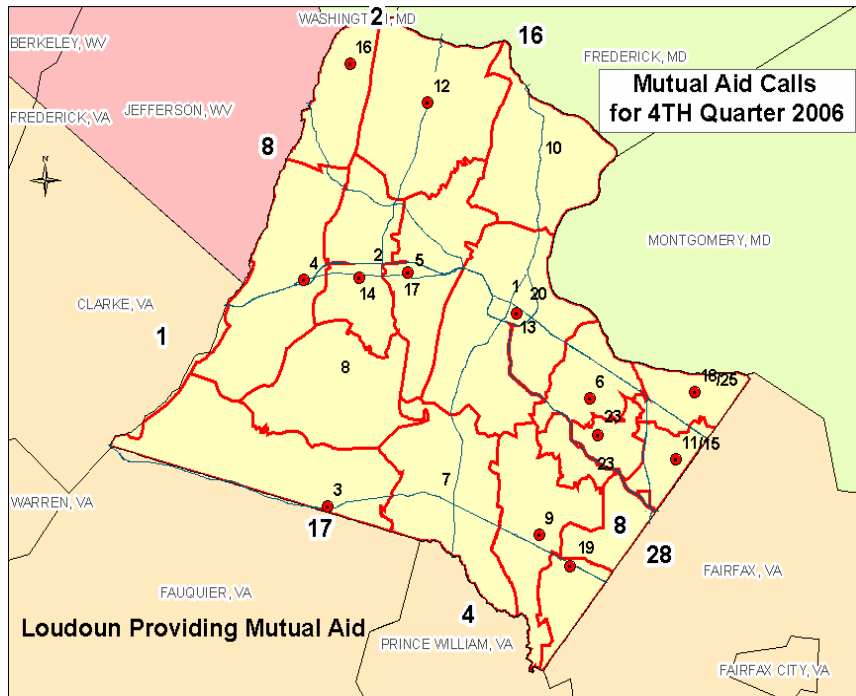 WASHINGTON, MD
2
16
BERKELEY, WV
16
FREDERICK, MD
Mutual Aid Calls
for 4TH Quarter 2006
12
JEFFERSON, WV
FREDERICK, VA
8
10
N
MONTGOMERY, MD
4
2
5
14
17
1
20
13
CLARKE, VA
1
8
6
18/25
23
11/15
23
7
WARREN, VA
3
17
9
8
28
19
FAIRFAX, VA
FAUQUIER, VA
4
Loudoun Providing Mutual Aid
PRINCE WILLIAM, VA
FAIRFAX CITY, VA